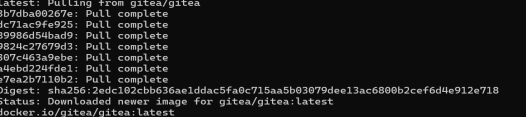 latest: Pulling from gitea/gitea
8b7dba00267e: Pull complete
dc71ac9fe925: Pull complete
39986d54bad9: Pull complete
9824c27679d3: Pull complete
807c463a9ebe: Pull complete
a4ebd224fde1: Pull complete
e7ea2b7110b2: Pull complete
Digest: sha256:2edc102cbb636ae1ddac5fa0c715aa5b03079dee13ac6800b2cef6d4e912e718
Status: Downloaded newer image for gitea/gitea:latest
docker.io/gitea/gitea:latest